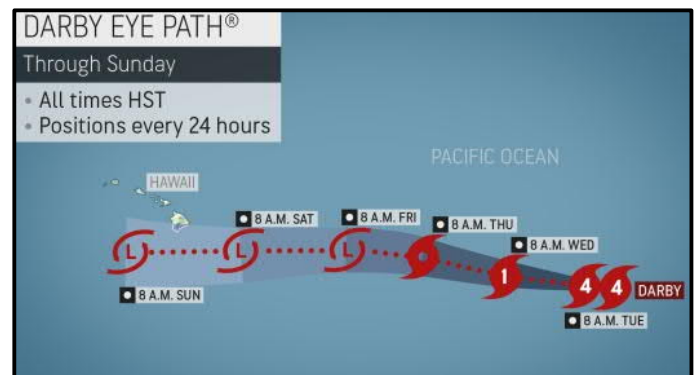 DARBY EYE PATH®
Through Sunday
• All times HST
• Positions every 24 hours
PACIFIC OCEAN
HAWAII
8 A.M. SAT
8 A.M. FRI
8 A.M. THU
8 A.M. WED
L
L
L
1
4
4
DARBY
8 A.M. SUN
8 A.M. TUE